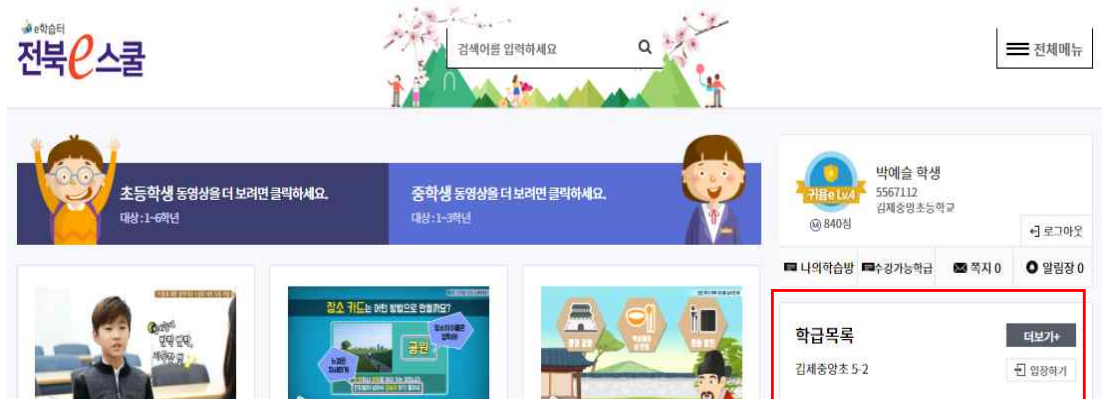 e학습터
전북e스쿨
검색어를 입력하세요
전체메뉴
초등학생 동영상을 더 보려면 클릭하세요.
대상 : 1~6학년
중학생 동영상을 더 보려면 클릭하세요.
대상 : 1~3학년
귀욤e Lv.4
M 840점
박예슬 학생
5567112
김제중앙초등학교
로그아웃
나의학습방
수강가능학급
쪽지 0
알림장 0
장소 카드는 어떤 방법으로 만들까요?
공원
학급목록
더보기+
김제중앙초 5-2
입장하기